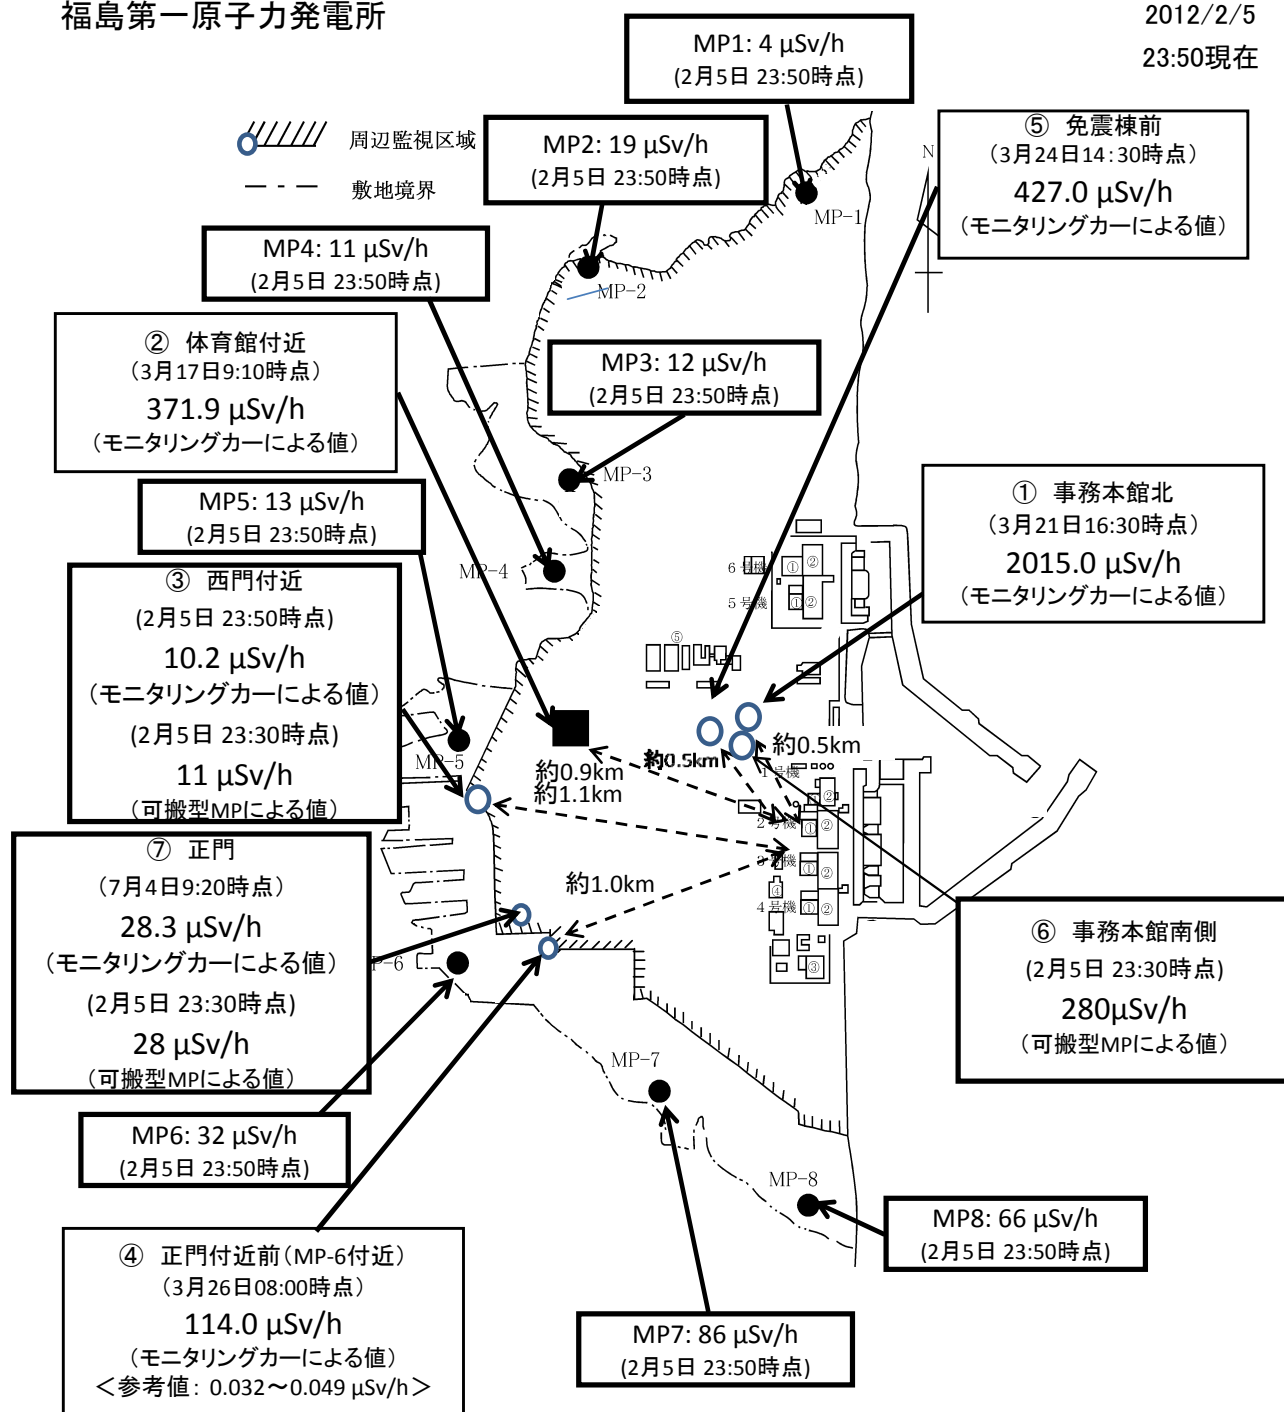 福島第一原子力発電所
2012/2/5
23:50現在
MP1: 4 μSv/h
(2月5日 23:50時点)
周辺監視区域
敷地境界
MP2: 19 μSv/h
(2月5日 23:50時点)
⑤ 免震棟前
(3月24日14:30時点)
427.0 μSv/h
(モニタリングカーによる値)
N
MP-1
MP4: 11 μSv/h
(2月5日 23:50時点)
MP-2
② 体育館付近
(3月17日9:10時点)
371.9 μSv/h
(モニタリングカーによる値)
MP3: 12 μSv/h
(2月5日 23:50時点)
MP-3
MP5: 13 μSv/h
(2月5日 23:50時点)
① 事務本館北
(3月21日16:30時点)
2015.0 μSv/h
(モニタリングカーによる値)
MP-4
6号機
① ②
5号機
① ②
⑤
③ 西門付近
(2月5日 23:50時点)
10.2 μSv/h
(モニタリングカーによる値)
(2月5日 23:30時点)
11 μSv/h
(可搬型MPによる値)
MP-5
約0.5km
約0.5km
約0.9km
約1.1km
1号機
②
2号機
① ②
3号機
① ②
④
4号機
① ②
③
約1.0km
⑦ 正門
(7月4日9:20時点)
28.3 μSv/h
(モニタリングカーによる値)
(2月5日 23:30時点)
28 μSv/h
(可搬型MPによる値)
P-6
⑥ 事務本館南側
(2月5日 23:30時点)
280μSv/h
(可搬型MPによる値)
MP-7
MP6: 32 μSv/h
(2月5日 23:50時点)
MP-8
MP8: 66 μSv/h
(2月5日 23:50時点)
④ 正門付近前(MP-6付近)
(3月26日08:00時点)
114.0 μSv/h
(モニタリングカーによる値)
<参考値: 0.032～0.049 μSv/h>
MP7: 86 μSv/h
(2月5日 23:50時点)